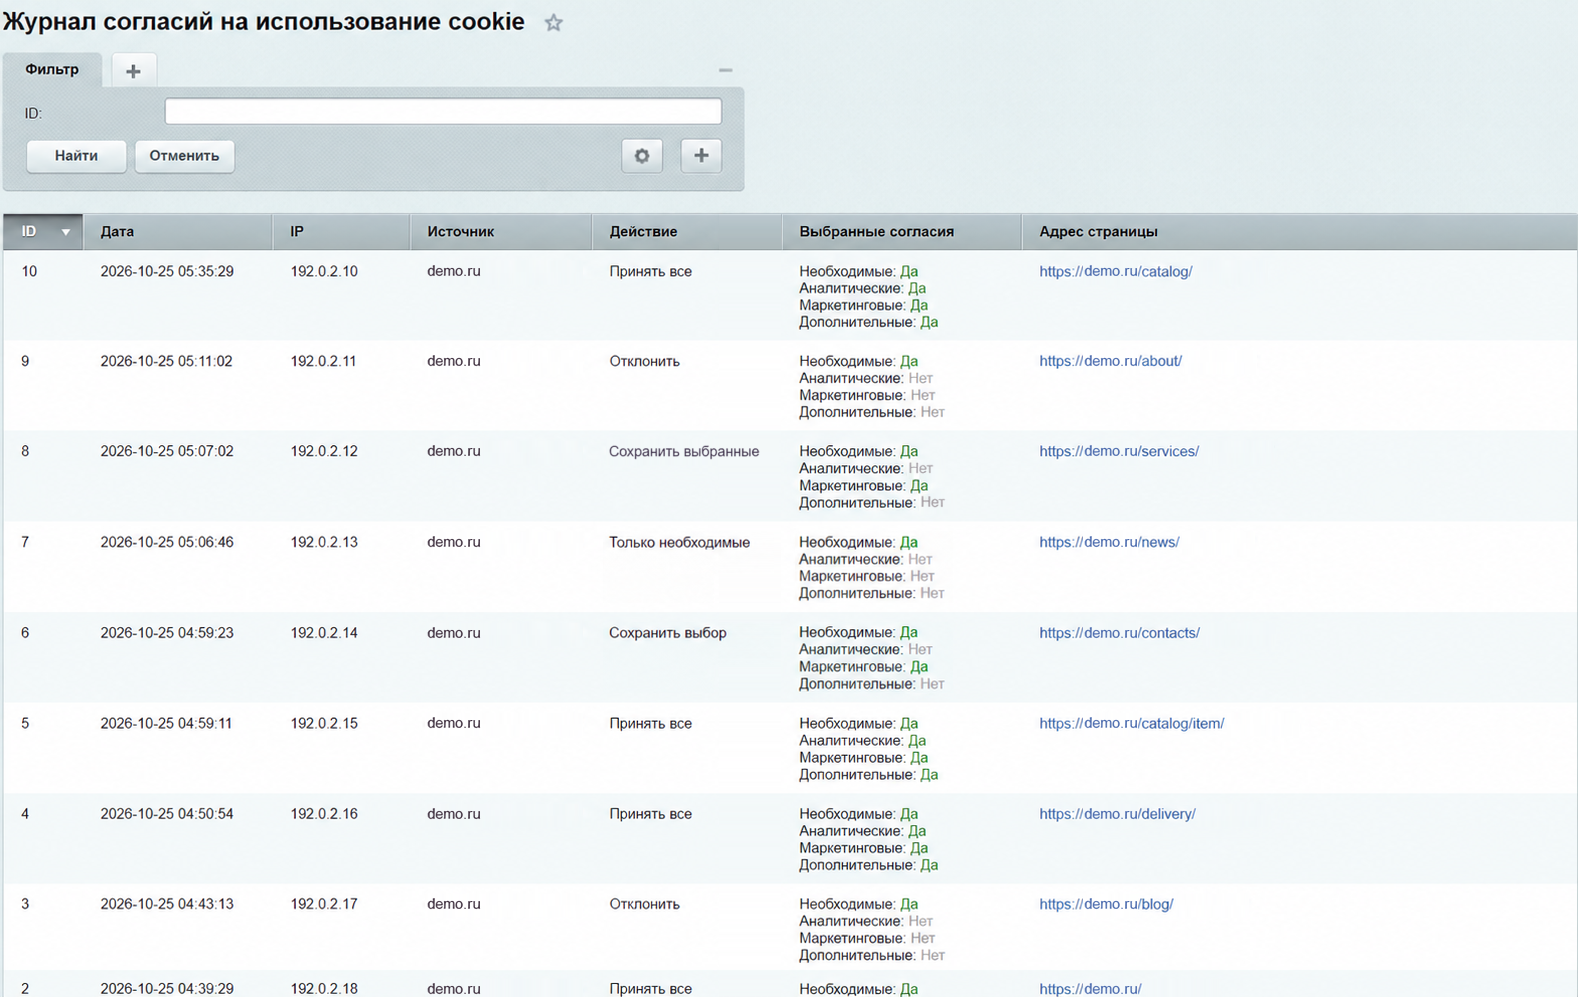 Журнал согласий на использование cookie
Фильтр
ID:
Найти Отменить
ID Дата IP Источник Действие Выбранные согласия Адрес страницы
10 2026-10-25 05:35:29 192.0.2.10 demo.ru Принять все Необходимые: Да https://demo.ru/catalog/
Аналитические: Да
Маркетинговые: Да
Дополнительные: Да
9 2026-10-25 05:11:02 192.0.2.11 demo.ru Отклонить Необходимые: Да https://demo.ru/about/
Аналитические: Нет
Маркетинговые: Нет
Дополнительные: Нет
8 2026-10-25 05:07:02 192.0.2.12 demo.ru Сохранить выбранные Необходимые: Да https://demo.ru/services/
Аналитические: Нет
Маркетинговые: Да
Дополнительные: Нет
7 2026-10-25 05:06:46 192.0.2.13 demo.ru Только необходимые Необходимые: Да https://demo.ru/news/
Аналитические: Нет
Маркетинговые: Нет
Дополнительные: Нет
6 2026-10-25 04:59:23 192.0.2.14 demo.ru Сохранить выбор Необходимые: Да https://demo.ru/contacts/
Аналитические: Нет
Маркетинговые: Да
Дополнительные: Нет
5 2026-10-25 04:59:11 192.0.2.15 demo.ru Принять все Необходимые: Да https://demo.ru/catalog/item/
Аналитические: Да
Маркетинговые: Да
Дополнительные: Да
4 2026-10-25 04:50:54 192.0.2.16 demo.ru Принять все Необходимые: Да https://demo.ru/delivery/
Аналитические: Да
Маркетинговые: Да
Дополнительные: Да
3 2026-10-25 04:43:13 192.0.2.17 demo.ru Отклонить Необходимые: Да https://demo.ru/blog/
Аналитические: Нет
Маркетинговые: Нет
Дополнительные: Нет
2 2026-10-25 04:39:29 192.0.2.18 demo.ru Принять все Необходимые: Да https://demo.ru/